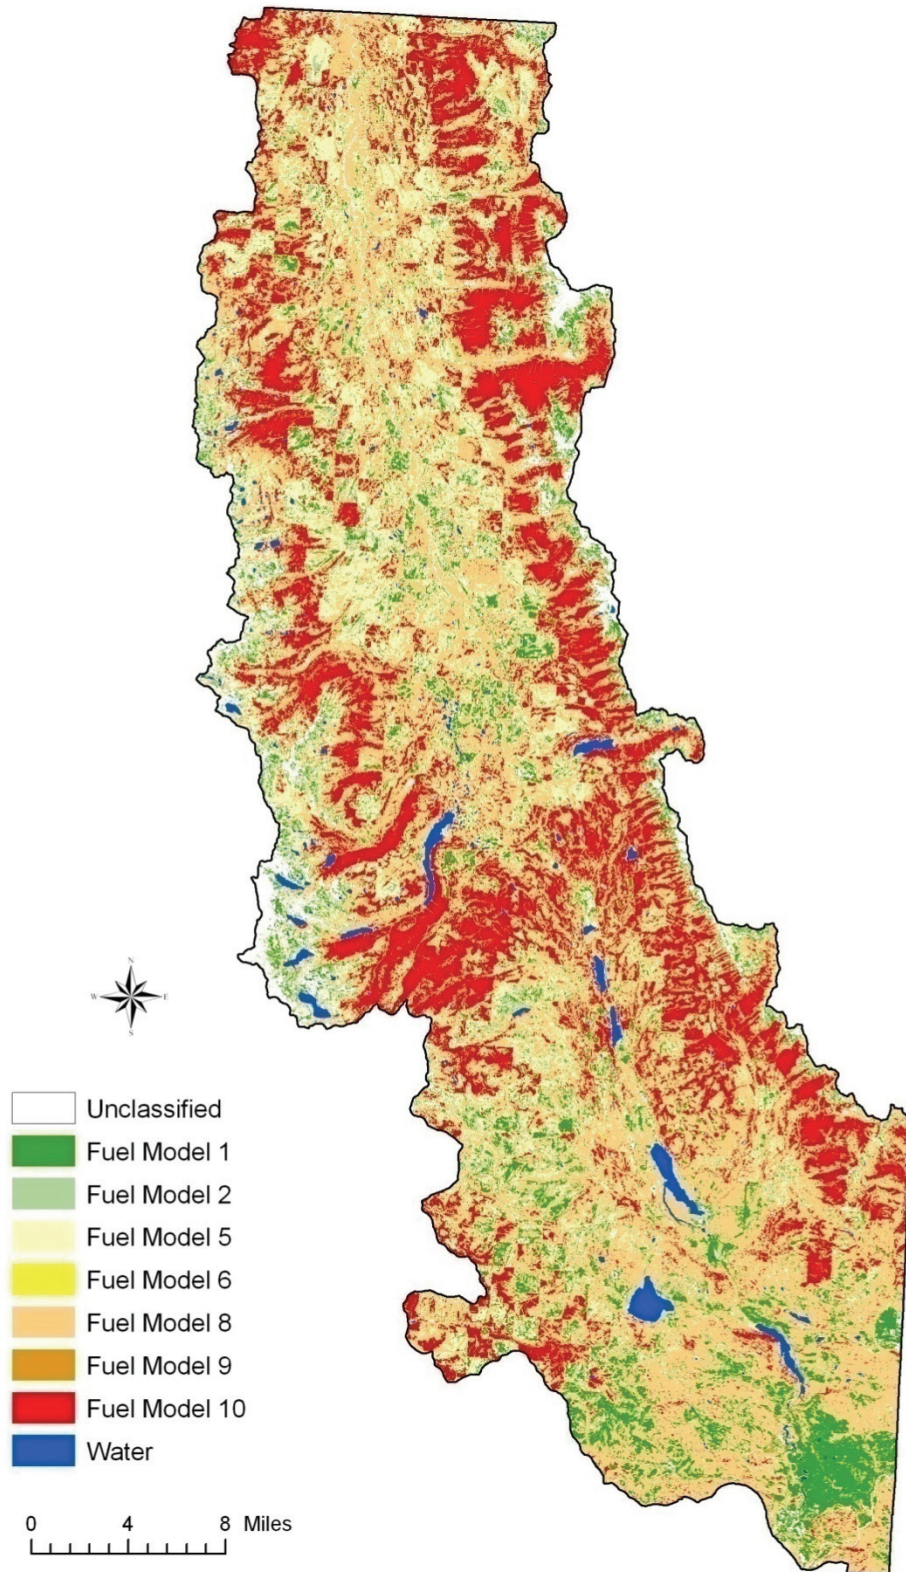 N
W E
S
Unclassified
Fuel Model 1
Fuel Model 2
Fuel Model 5
Fuel Model 6
Fuel Model 8
Fuel Model 9
Fuel Model 10
Water
0 4 8 Miles